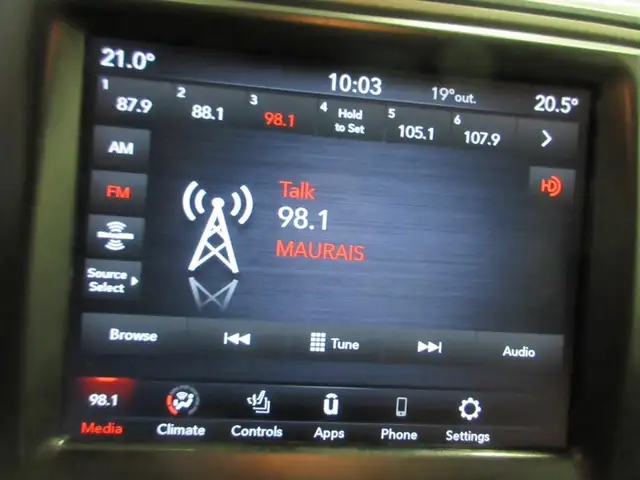 21.0°
10:03
19°out.
20.5°
1 87.9
2 88.1
3 98.1
4 Hold to Set
5 105.1
6 107.9
AM
FM
HD
Talk
98.1
MAURAIS
Source
Select
Browse
Tune
Audio
98.1
Media
Climate
Controls
Apps
Phone
Settings